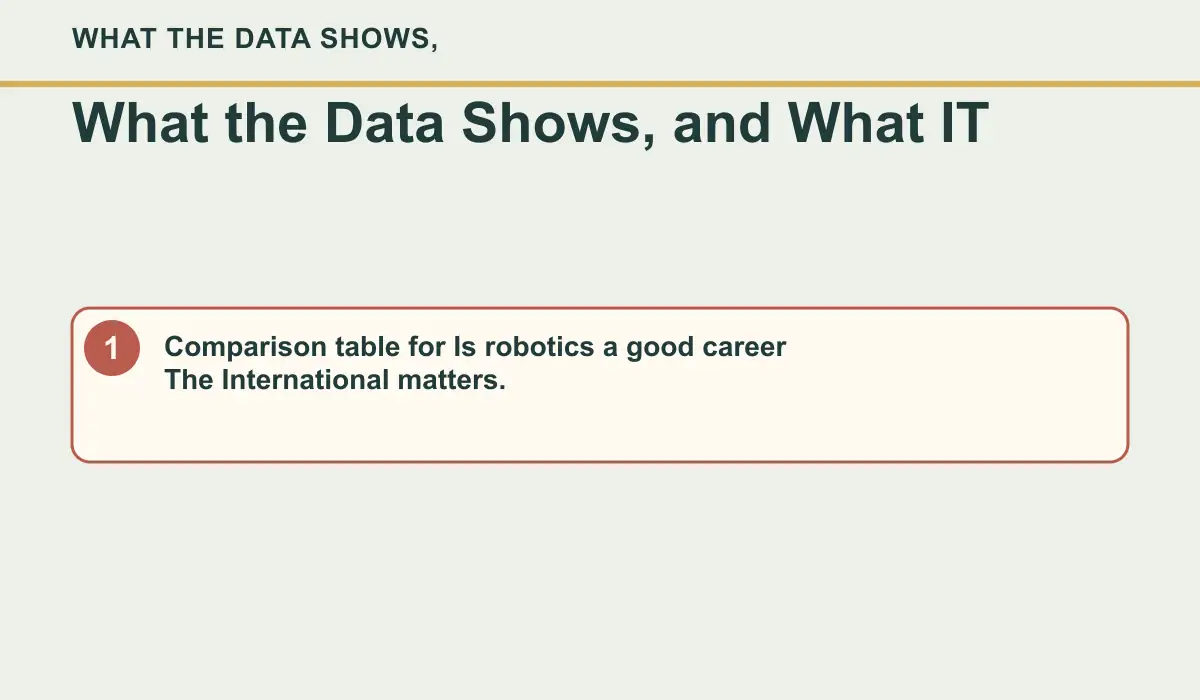 WHAT THE DATA SHOWS,
What the Data Shows, and What IT
1
Comparison table for Is robotics a good career
The International matters.